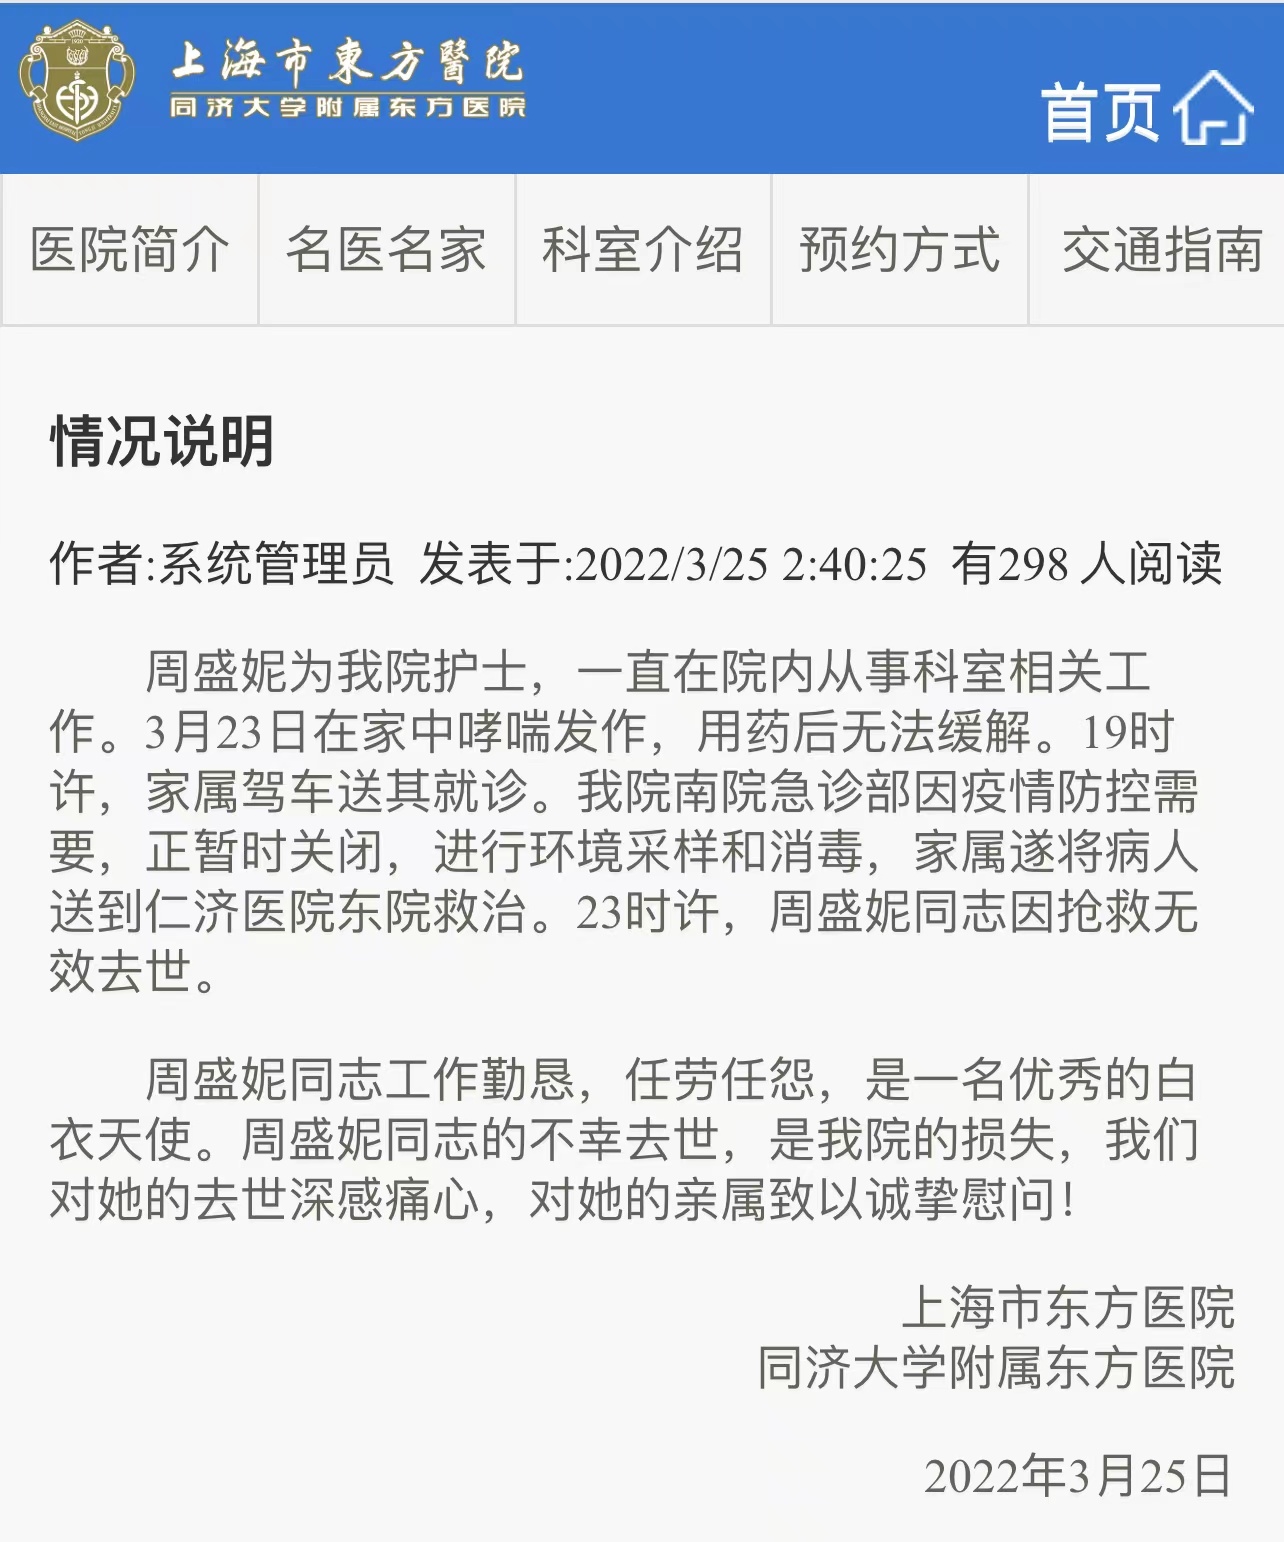 上海市東方醫院
同济大学附属东方医院
首页
医院简介 名医名家 科室介绍 预约方式 交通指南
情况说明
作者:系统管理员 发表于:2022/3/25 2:40:25 有298 人阅读
周盛妮为我院护士，一直在院内从事科室相关工
作。3月23日在家中哮喘发作，用药后无法缓解。19时
许，家属驾车送其就诊。我院南院急诊部因疫情防控需
要，正暂时关闭，进行环境采样和消毒，家属遂将病人
送到仁济医院东院救治。23时许，周盛妮同志因抢救无
效去世。
周盛妮同志工作勤恳，任劳任怨，是一名优秀的白
衣天使。周盛妮同志的不幸去世，是我院的损失，我们
对她的去世深感痛心，对她的亲属致以诚挚慰问！
上海市东方医院
同济大学附属东方医院
2022年3月25日